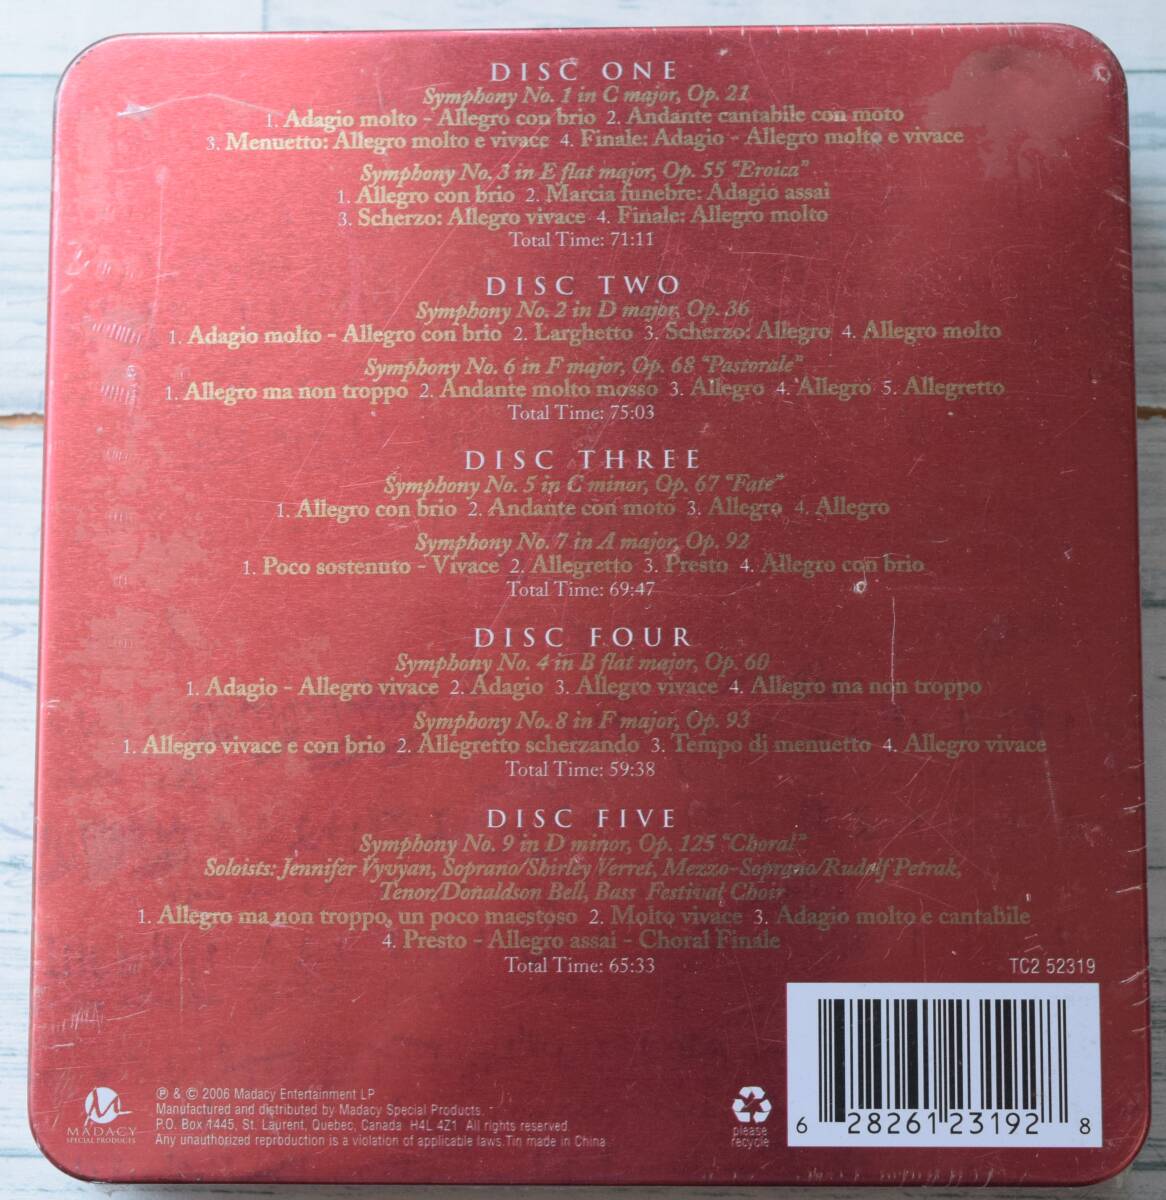 DISC ONE
Symphony No. 1 in C major, Op. 21
1. Adagio molto - Allegro con brio 2. Andante cantabile con moto
3. Menuetto: Allegro molto e vivace 4. Finale: Adagio - Allegro molto e vivace
Symphony No. 3 in E flat major, Op. 55 "Eroica"
1. Allegro con brio 2. Marcia funebre: Adagio assai
3. Scherzo: Allegro vivace 4. Finale: Allegro molto
Total Time: 71:11
DISC TWO
Symphony No. 2 in D major, Op. 36
1. Adagio molto - Allegro con brio 2. Larghetto 3. Scherzo: Allegro 4. Allegro molto
Symphony No. 6 in F major, Op. 68 "Pastorale"
1. Allegro ma non troppo 2. Andante molto mosso 3. Allegro 4. Allegro 5. Allegretto
Total Time: 75:03
DISC THREE
Symphony No. 5 in C minor, Op. 67 "Fate"
1. Allegro con brio 2. Andante con moto 3. Allegro 4. Allegro
Symphony No. 7 in A major, Op. 92
1. Poco sostenuto - Vivace 2. Allegretto 3. Presto 4. Allegro con brio
Total Time: 69:47
DISC FOUR
Symphony No. 4 in B flat major, Op. 60
1. Adagio - Allegro vivace 2. Adagio 3. Allegro vivace 4. Allegro ma non troppo
Symphony No. 8 in F major, Op. 93
1. Allegro vivace e con brio 2. Allegretto scherzando 3. Tempo di menuetto 4. Allegro vivace
Total Time: 59:38
DISC FIVE
Symphony No. 9 in D minor, Op. 125 "Choral"
Soloists: Jennifer Vyvyan, Soprano/Shirley Verret, Mezzo-Soprano/Rudolf Petrak,
Tenor/Donaldson Bell, Bass Festival Choir
1. Allegro ma non troppo, un poco maestoso 2. Molto vivace 3. Adagio molto e cantabile
4. Presto - Allegro assai - Choral Finale
Total Time: 65:33
TC2 52319
MADACY
SPECIAL PRODUCTS
℗ & © 2006 Madacy Entertainment LP
Manufactured and distributed by Madacy Special Products.
P.O. Box 1445, St. Laurent, Quebec, Canada H4L 4Z1 All rights reserved.
Any unauthorized reproduction is a violation of applicable laws. Tin made in China
please
recycle
6 28261 23192 8